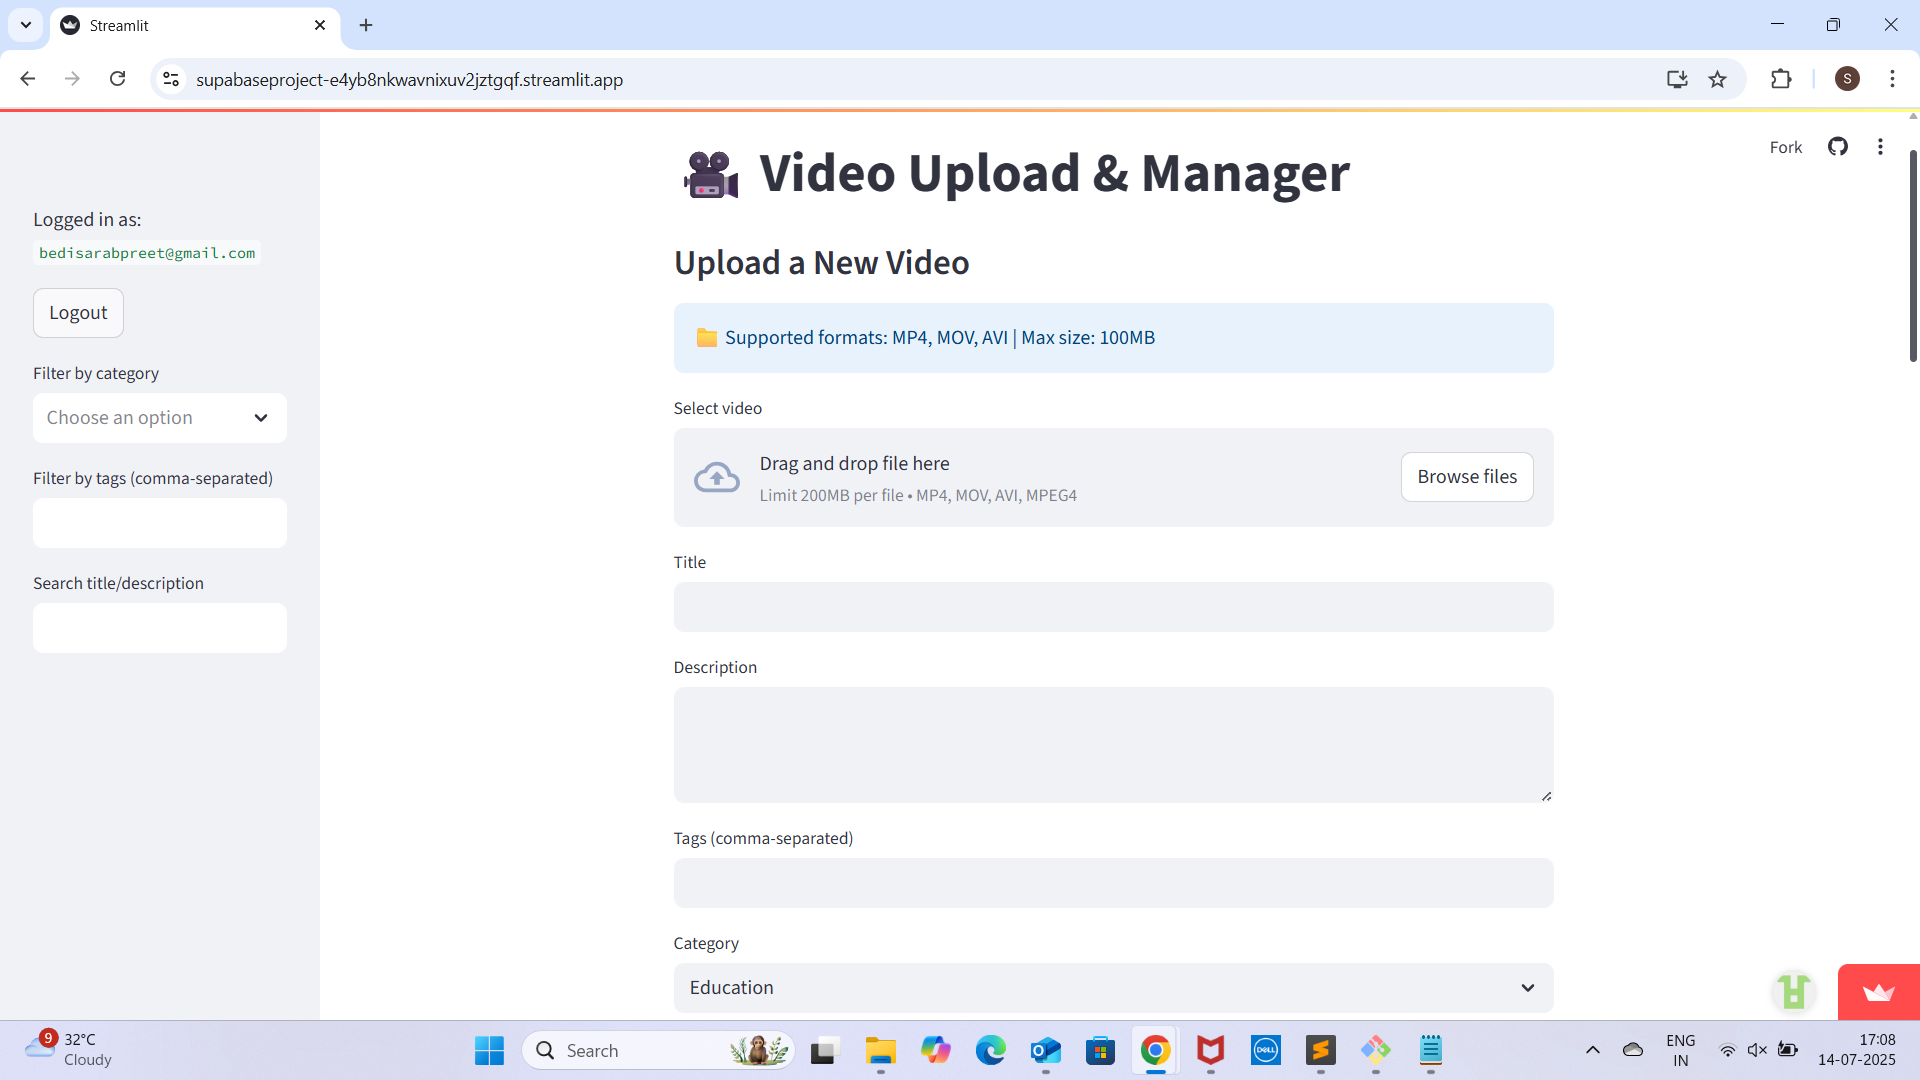 Streamlit
supabaseproject-e4yb8nkwavnixuv2jztgqf.streamlit.app
S
Fork
Logged in as:
bedisarabpreet@gmail.com
Logout
Filter by category
Choose an option
Filter by tags (comma-separated)
Search title/description
Video Upload & Manager
Upload a New Video
Supported formats: MP4, MOV, AVI | Max size: 100MB
Select video
Drag and drop file here
Limit 200MB per file • MP4, MOV, AVI, MPEG4
Browse files
Title
Description
Tags (comma-separated)
Category
Education
9
32°C
Cloudy
Search
DELL
ENG
IN
17:08
14-07-2025